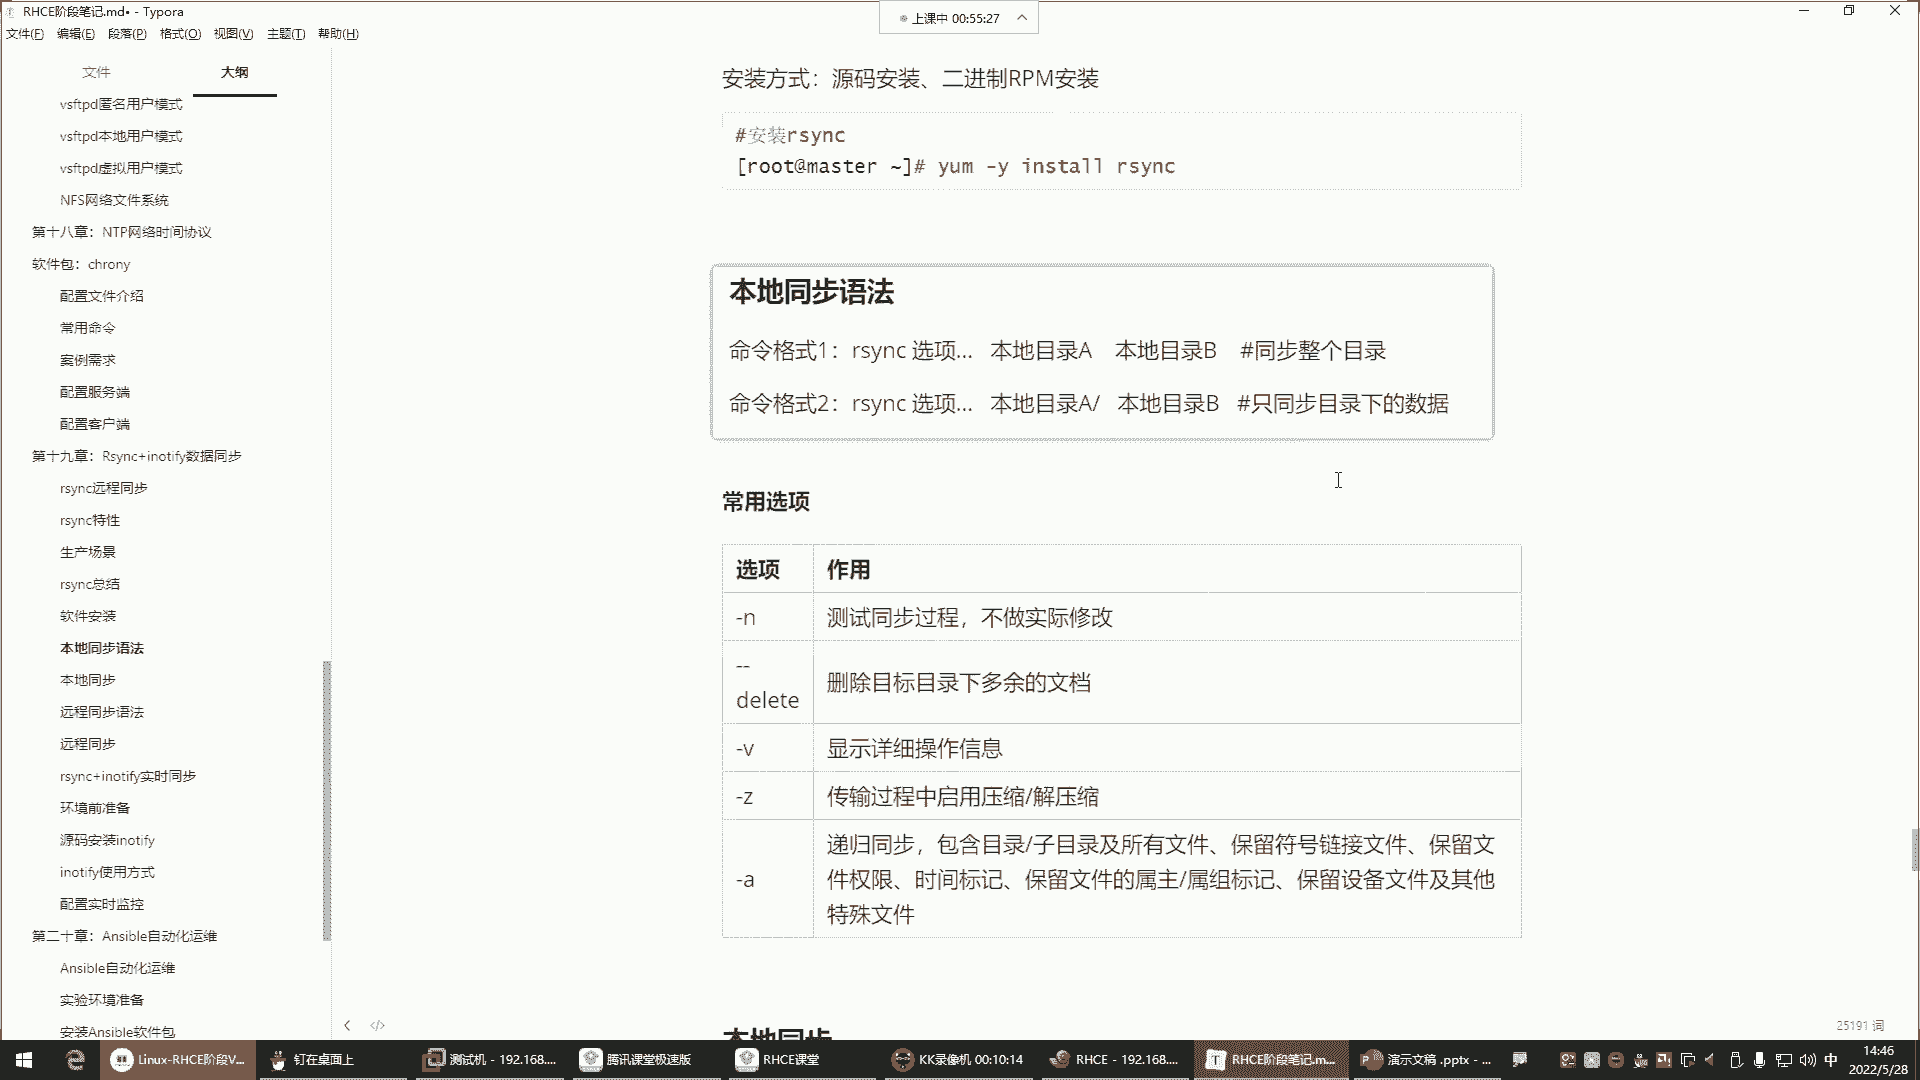 RHCE阶段笔记.md• - Typora
上课中 00:55:27
文件(F) 编辑(E) 段落(P) 格式(O) 视图(V) 主题(T) 帮助(H)
文件 大纲
vsftpd匿名用户模式
vsftpd本地用户模式
vsftpd虚拟用户模式
NFS网络文件系统
第十八章：NTP网络时间协议
软件包：chrony
配置文件介绍
常用命令
案例需求
配置服务端
配置客户端
第十九章：Rsync+inotify数据同步
rsync远程同步
rsync特性
生产场景
rsync总结
软件安装
本地同步语法
本地同步
远程同步语法
远程同步
rsync+inotify实时同步
环境前准备
源码安装inotify
inotify使用方式
配置实时监控
第二十章：Ansible自动化运维
Ansible自动化运维
实验环境准备
安装Ansible软件包
安装方式：源码安装、二进制RPM安装
#安装rsync
[root@master ~]# yum -y install rsync
本地同步语法
命令格式1：rsync 选项... 本地目录A 本地目录B #同步整个目录
命令格式2：rsync 选项... 本地目录A/ 本地目录B #只同步目录下的数据
常用选项
选项 作用
-n 测试同步过程，不做实际修改
--
delete 删除目标目录下多余的文档
-v 显示详细操作信息
-z 传输过程中启用压缩/解压缩
-a 递归同步，包含目录/子目录及所有文件、保留符号链接文件、保留文
件权限、时间标记、保留文件的属主/属组标记、保留设备文件及其他
特殊文件
本地同步
25191 词
Linux-RHCE阶段V... 钉在桌面上 测试机 - 192.168.... 腾讯课堂极速版 RHCE课堂 KK录像机 00:10:14 RHCE - 192.168.... RHCE阶段笔记.m... 演示文稿 .pptx - ... 中 14:46
2022/5/28